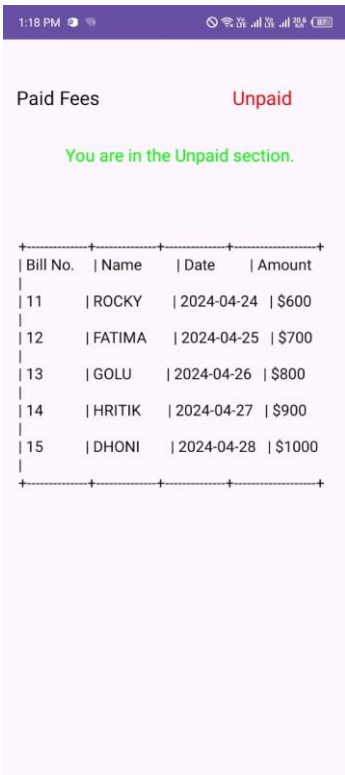 1:18 PM
Paid Fees Unpaid
You are in the Unpaid section.
+--------------+--------------+--------------+-------------------+
| Bill No. | Name | Date | Amount
|
| 11 | ROCKY | 2024-04-24 | $600
|
| 12 | FATIMA | 2024-04-25 | $700
|
| 13 | GOLU | 2024-04-26 | $800
|
| 14 | HRITIK | 2024-04-27 | $900
|
| 15 | DHONI | 2024-04-28 | $1000
|
+--------------+--------------+--------------+-------------------+